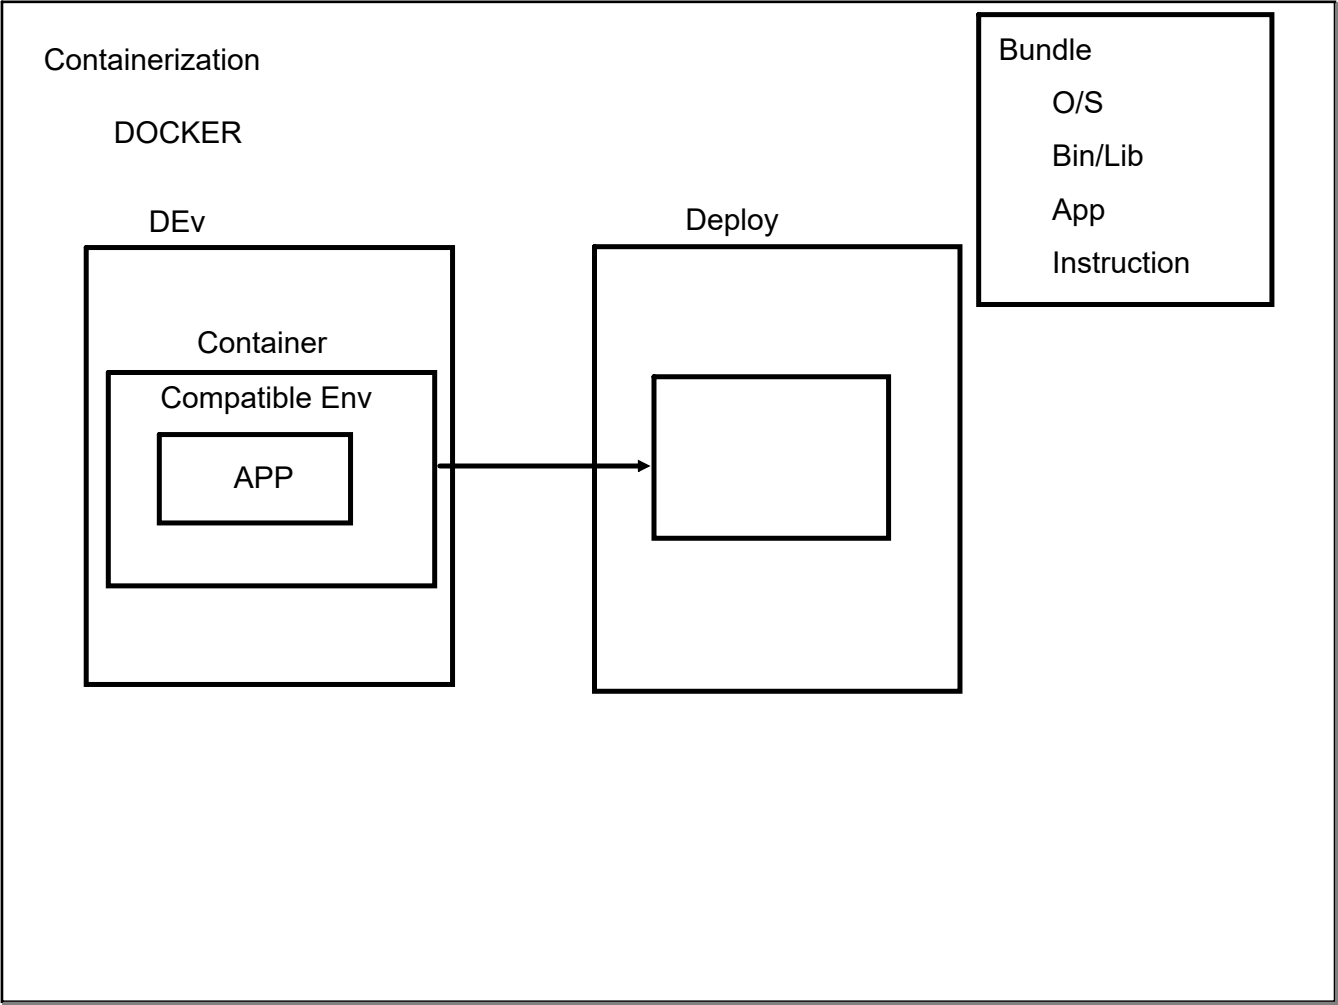 Containerization
DOCKER
DEv
Container
Compatible Env
APP
Deploy
Bundle
O/S
Bin/Lib
App
Instruction